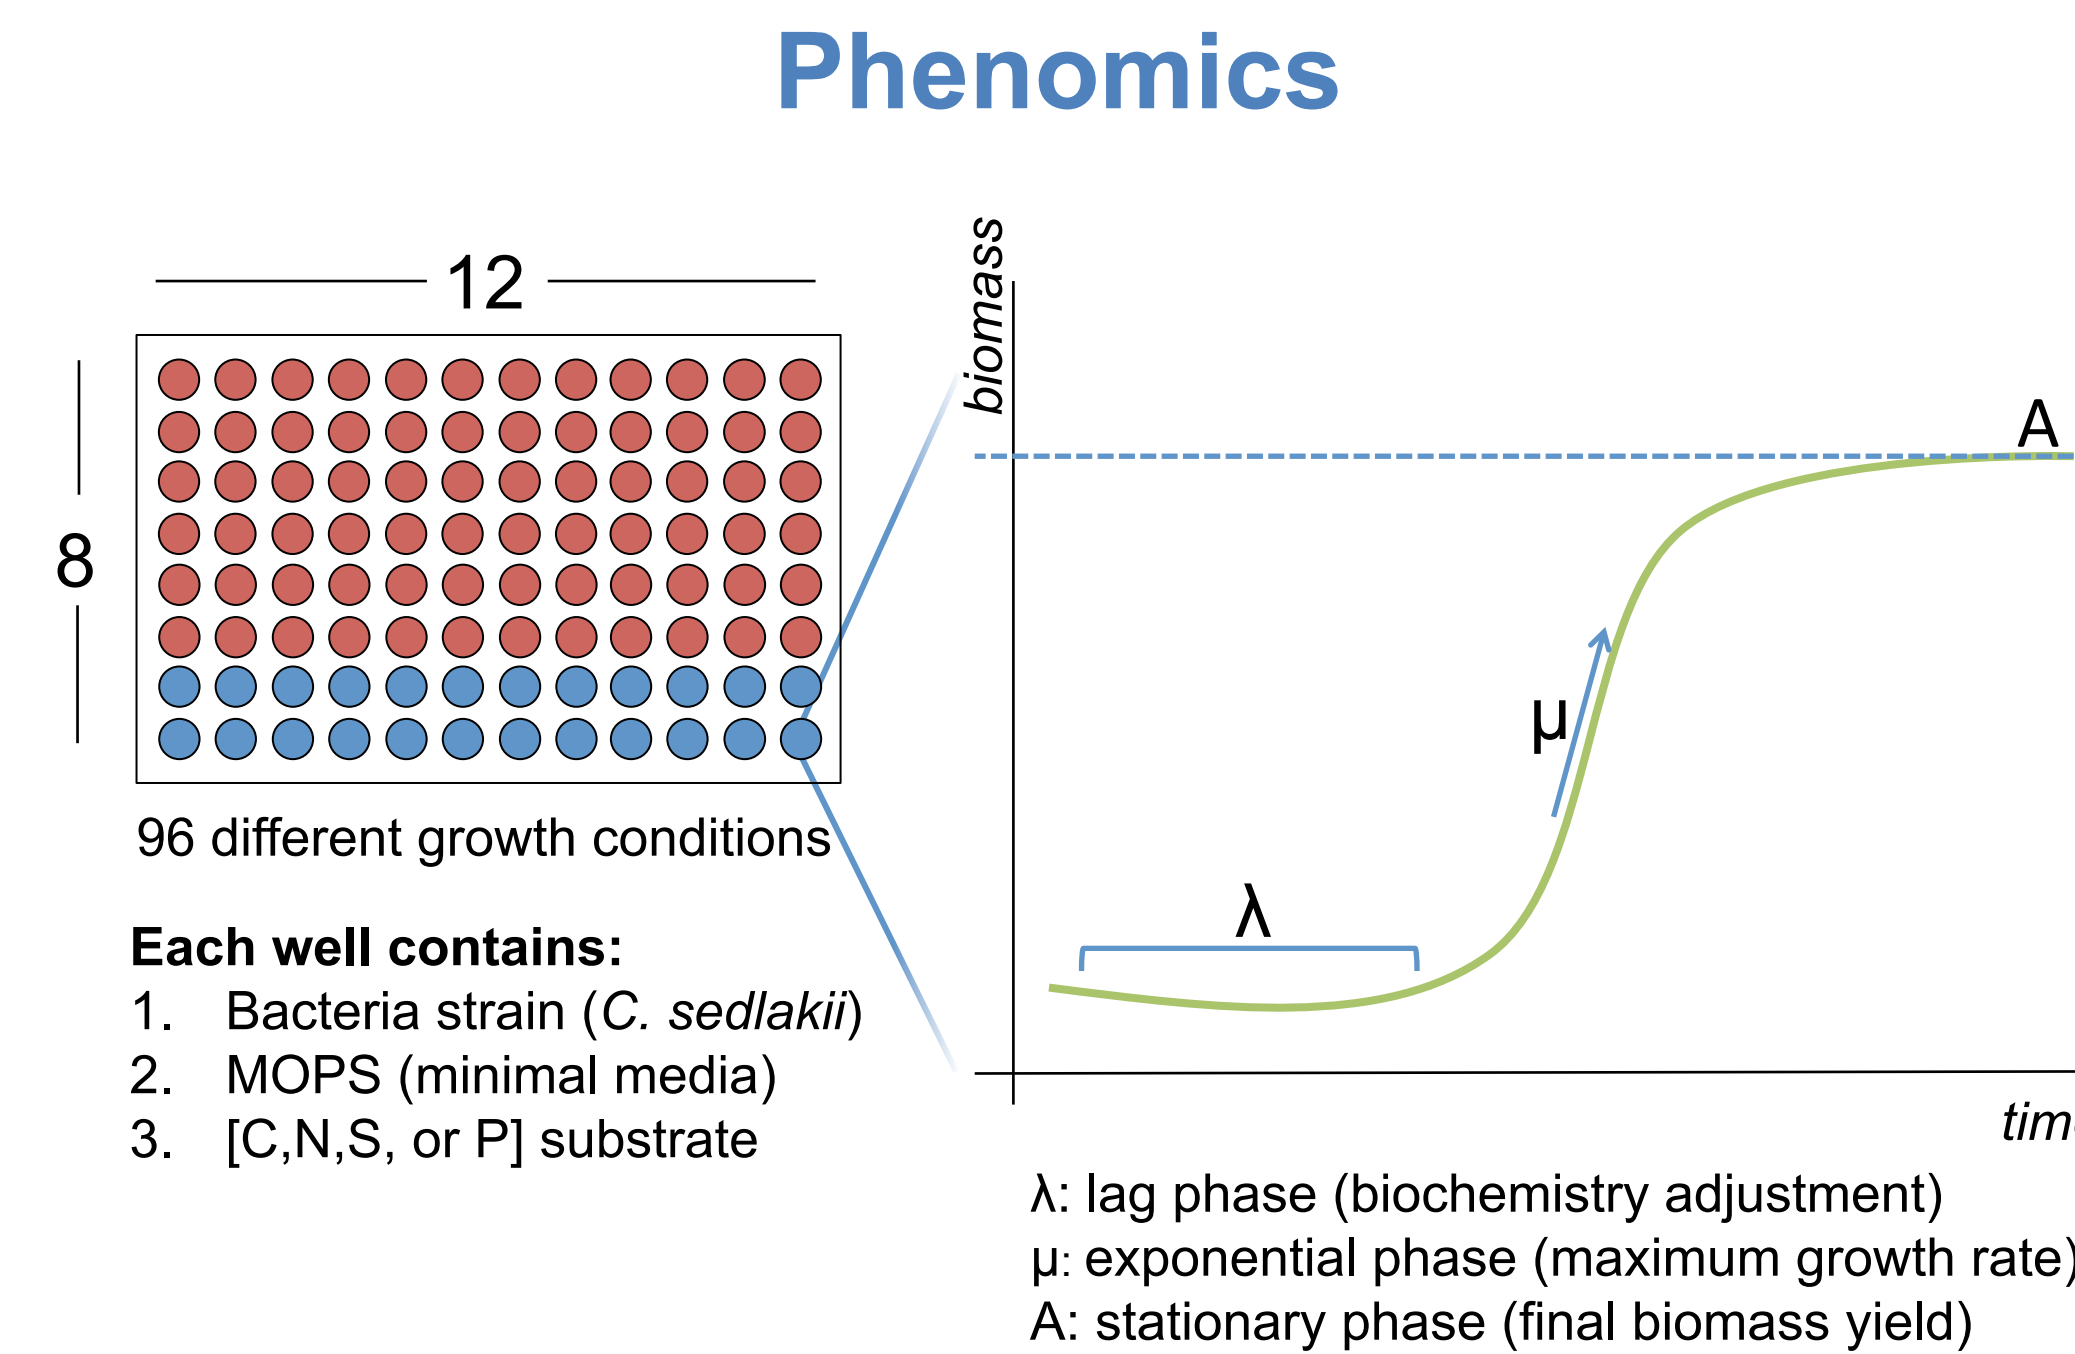 Phenomics
12
8
96 different growth conditions
Each well contains:
1. Bacteria strain (C. sedlakii)
2. MOPS (minimal media)
3. [C,N,S, or P] substrate
biomass
A
μ
λ
λ: lag phase (biochemistry adjustment)
μ: exponential phase (maximum growth rate)
A: stationary phase (final biomass yield)